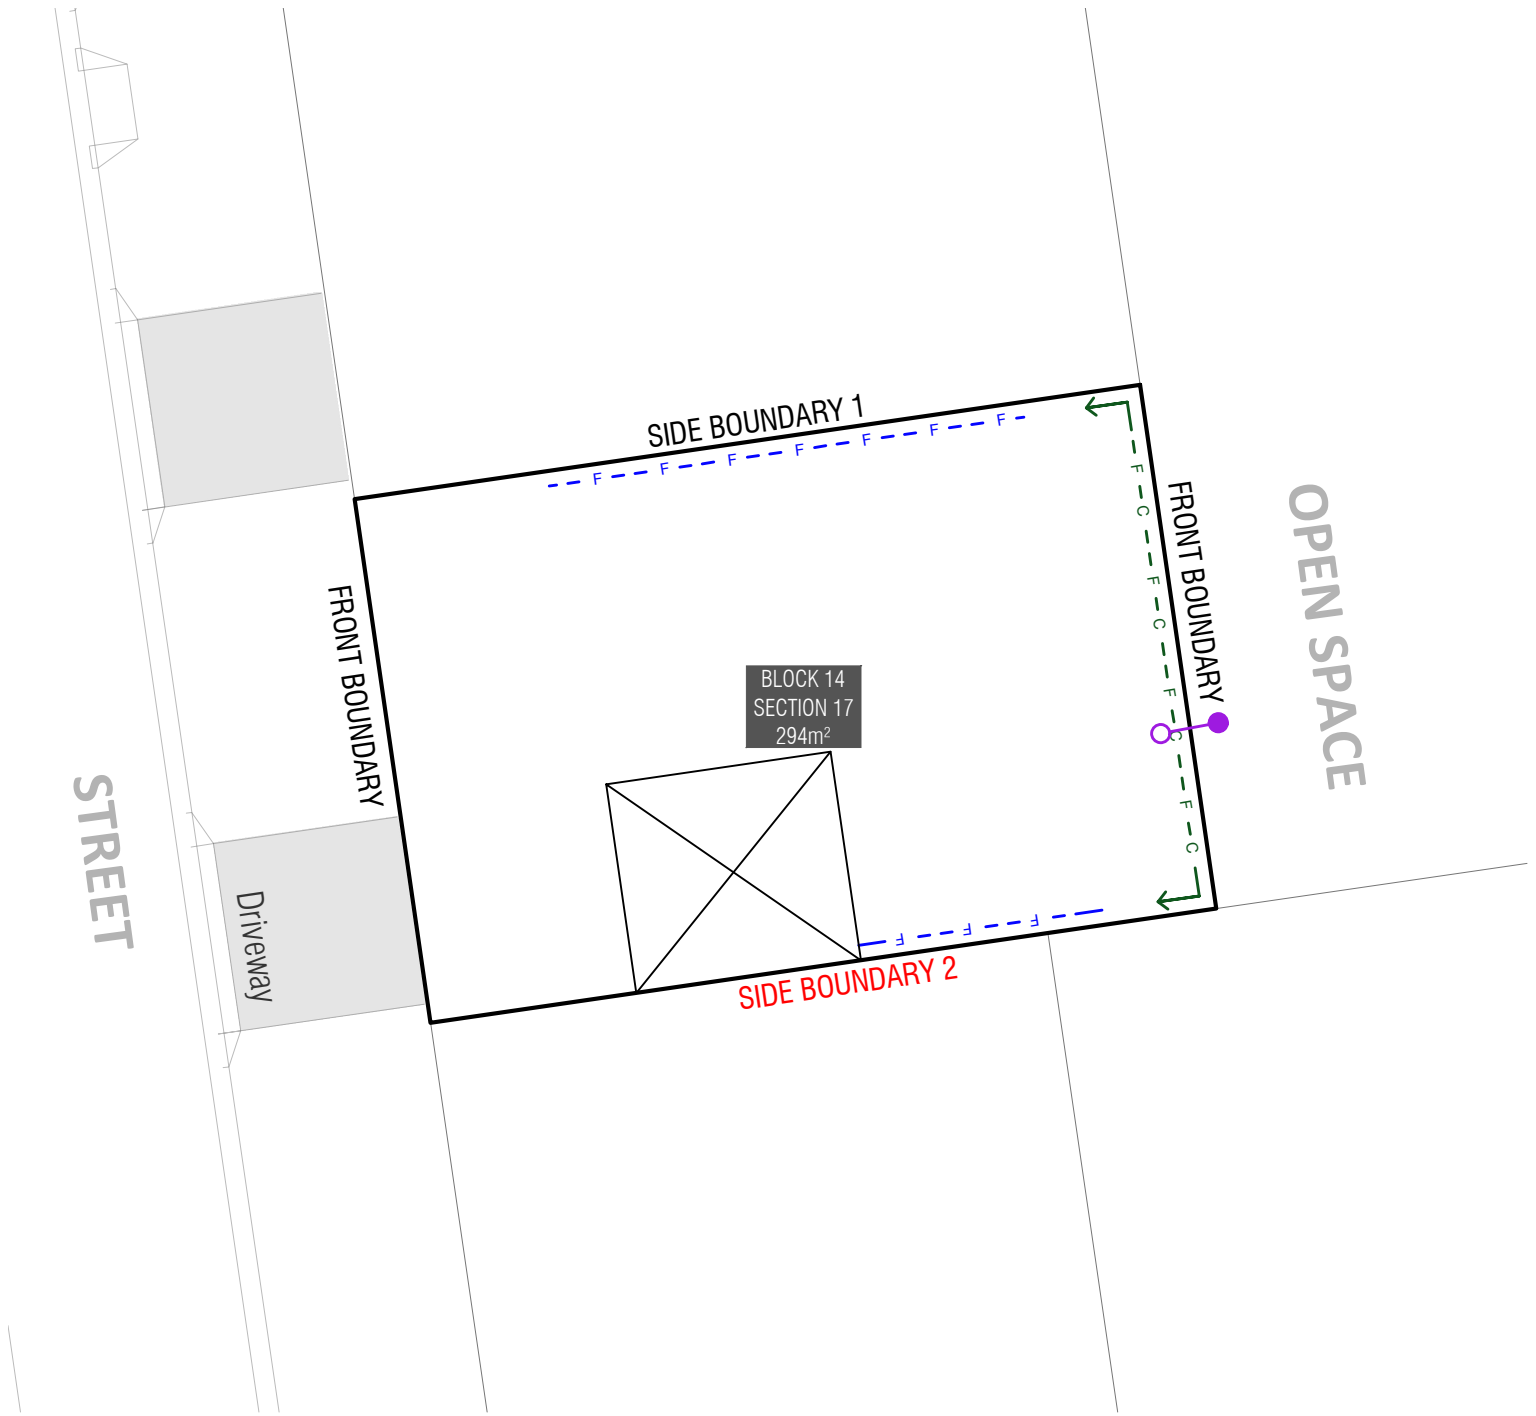 SIDE BOUNDARY 1
F F F F F F F
F
C
F
C
F
C
F
C
FRONT BOUNDARY
OPEN SPACE
FRONT BOUNDARY
BLOCK 14
SECTION 17
294m²
STREET
Driveway
F F F
SIDE BOUNDARY 2